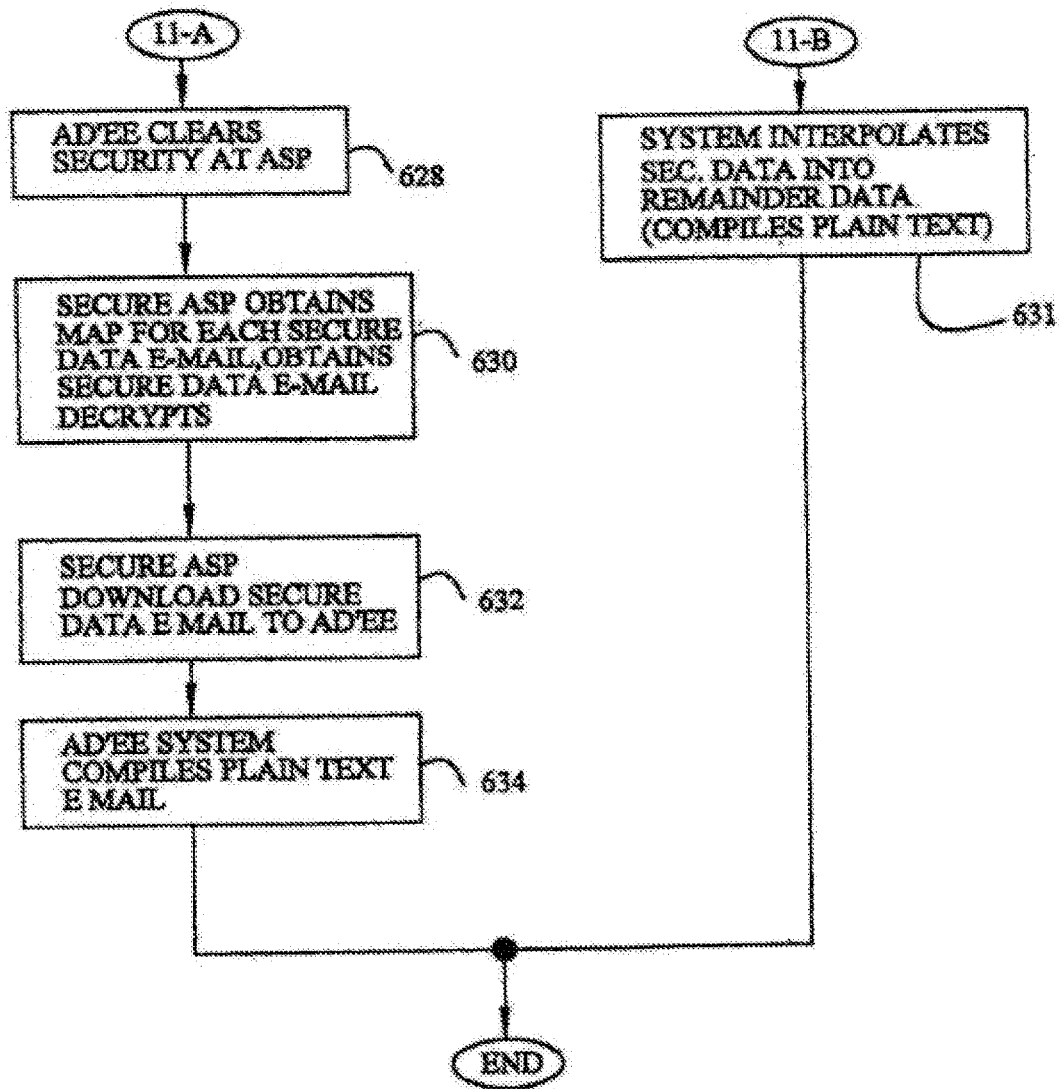 11-A
AD'EE CLEARS
SECURITY AT ASP
628
SECURE ASP OBTAINS
MAP FOR EACH SECURE
DATA E-MAIL,OBTAINS
SECURE DATA E-MAIL
DECRYPTS
630
SECURE ASP
DOWNLOAD SECURE
DATA E MAIL TO AD'EE
632
AD'EE SYSTEM
COMPILES PLAIN TEXT
E MAIL
634
11-B
SYSTEM INTERPOLATES
SEC. DATA INTO
REMAINDER DATA
(COMPILES PLAIN TEXT)
631
END